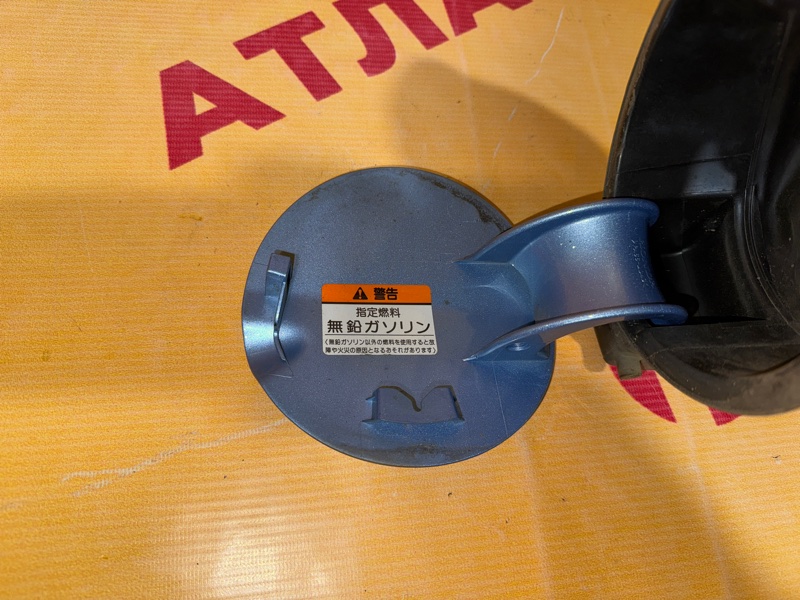 АТЛА
警告
指定燃料
無鉛ガソリン
(無鉛ガソリン以外の燃料を使用すると故
障や火災の原因となるおそれがあります)